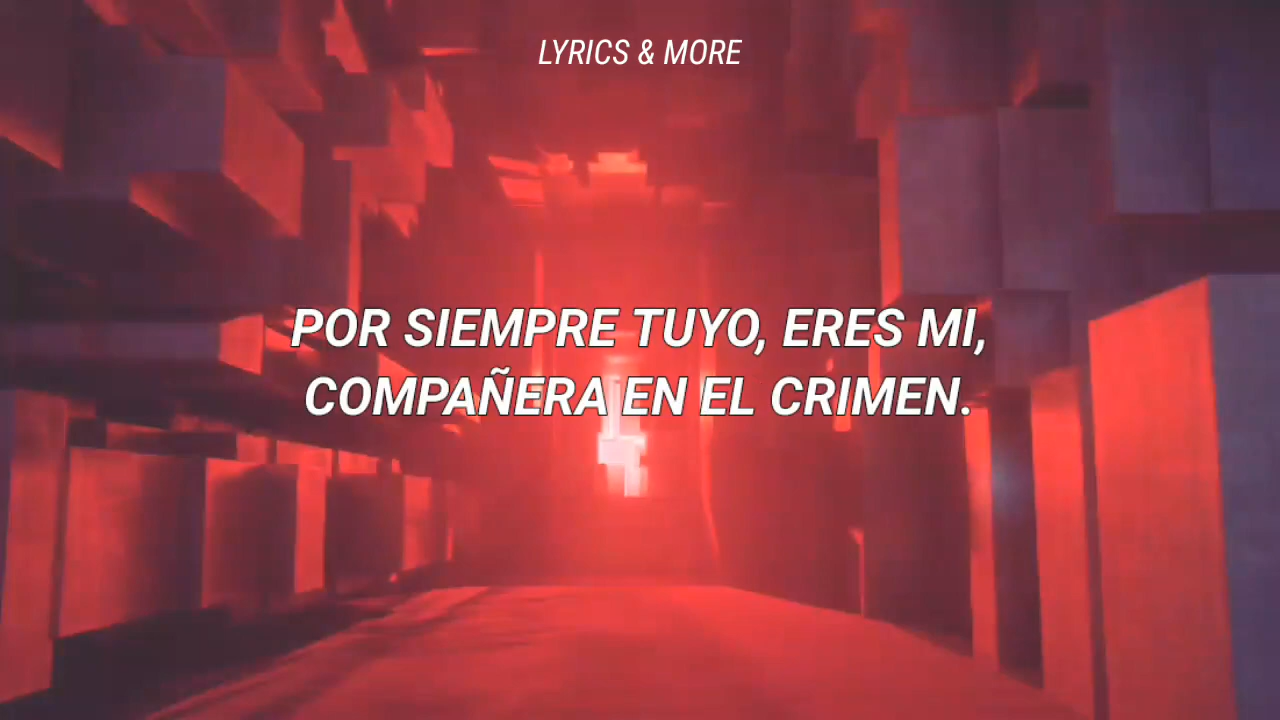 LYRICS & MORE
POR SIEMPRE TUYO, ERES MI,
COMPAÑERA EN EL CRIMEN.